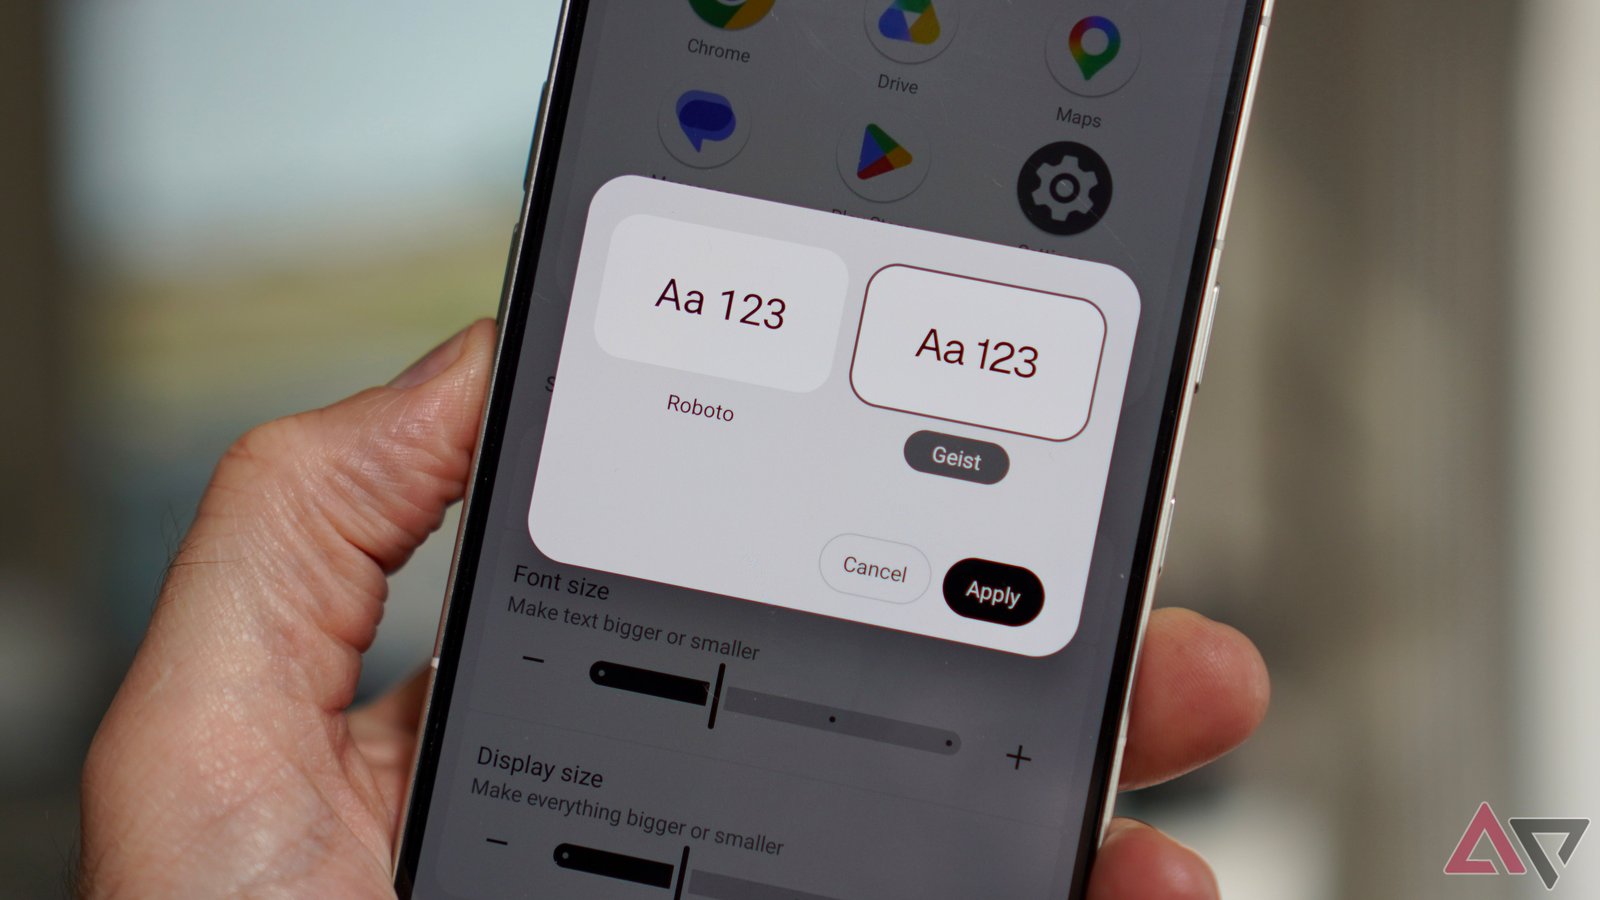 Chrome
Drive
Maps
Aa 123
Aa 123
Roboto
Geist
Cancel
Apply
Font size
Make text bigger or smaller
Display size
Make everything bigger or smaller